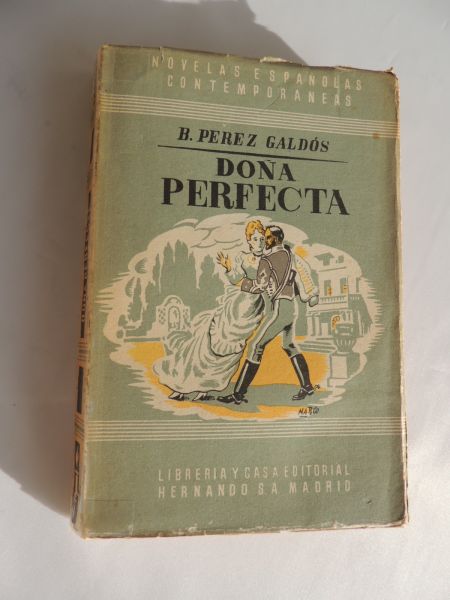 NOVELAS ESPAÑOLAS
CONTEMPORANEAS
B. PEREZ GALDÓS
DOÑA
PERFECTA
LIBRERIA Y CASA EDITORIAL
HERNANDO S.A MADRID